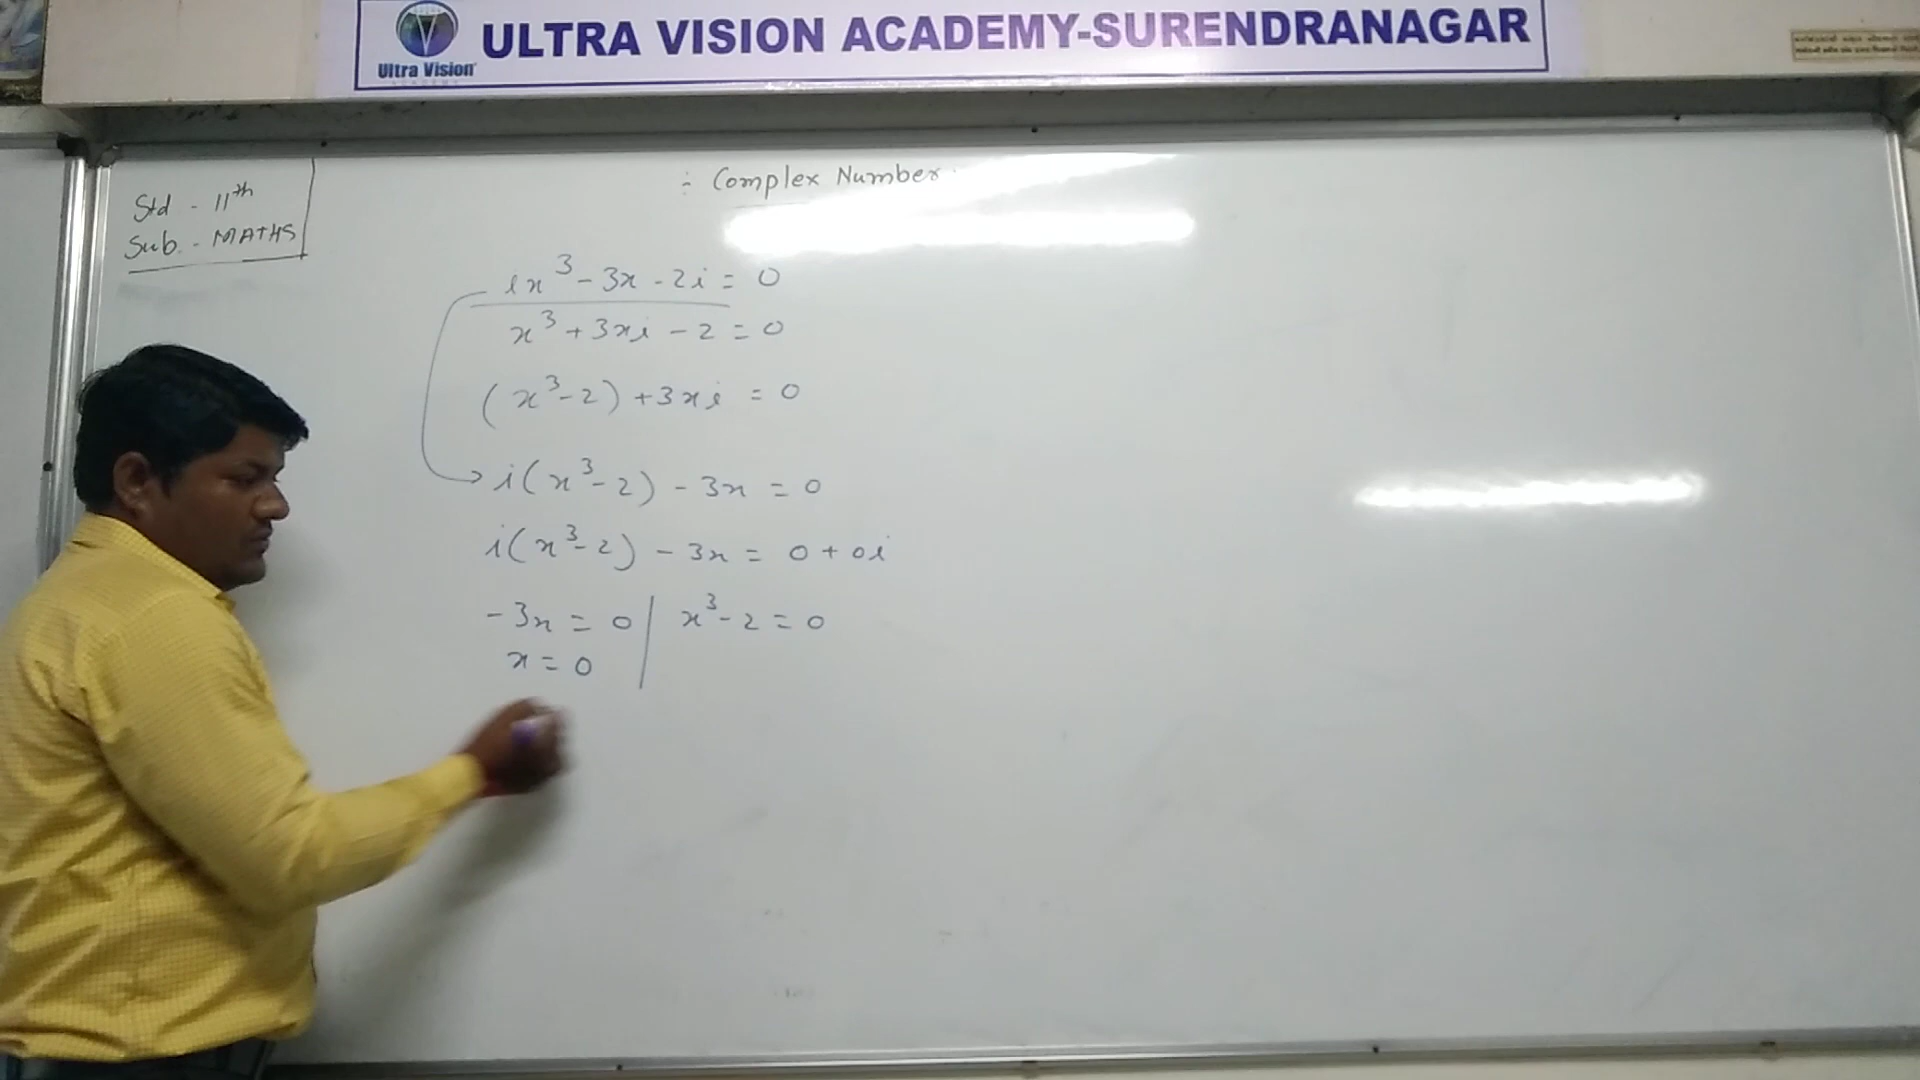 ULTRA VISION ACADEMY-SURENDRANAGAR
Ultra Vision
Std - 11th
Sub. - MATHS
: Complex Number
ix³ - 3x - 2i = 0
x³ + 3xi - 2 = 0
(x³ - 2) + 3xi = 0
i(x³ - 2) - 3x = 0
i(x³ - 2) - 3x = 0 + 0i
-3x = 0 | x³ - 2 = 0
x = 0